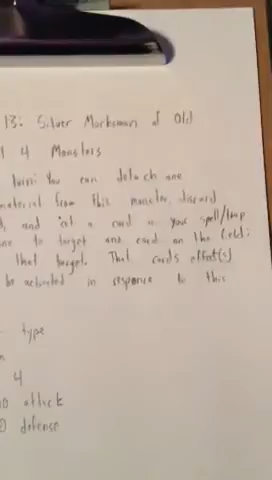 13: Silver Marksman of Old
4 Monsters
turn: You can detach one
material from this monster, discard
and set a card in your spell/trap
to target one card on the field:
that target. That cards effect(s)
be activated in response to this
type
4
attack
defense